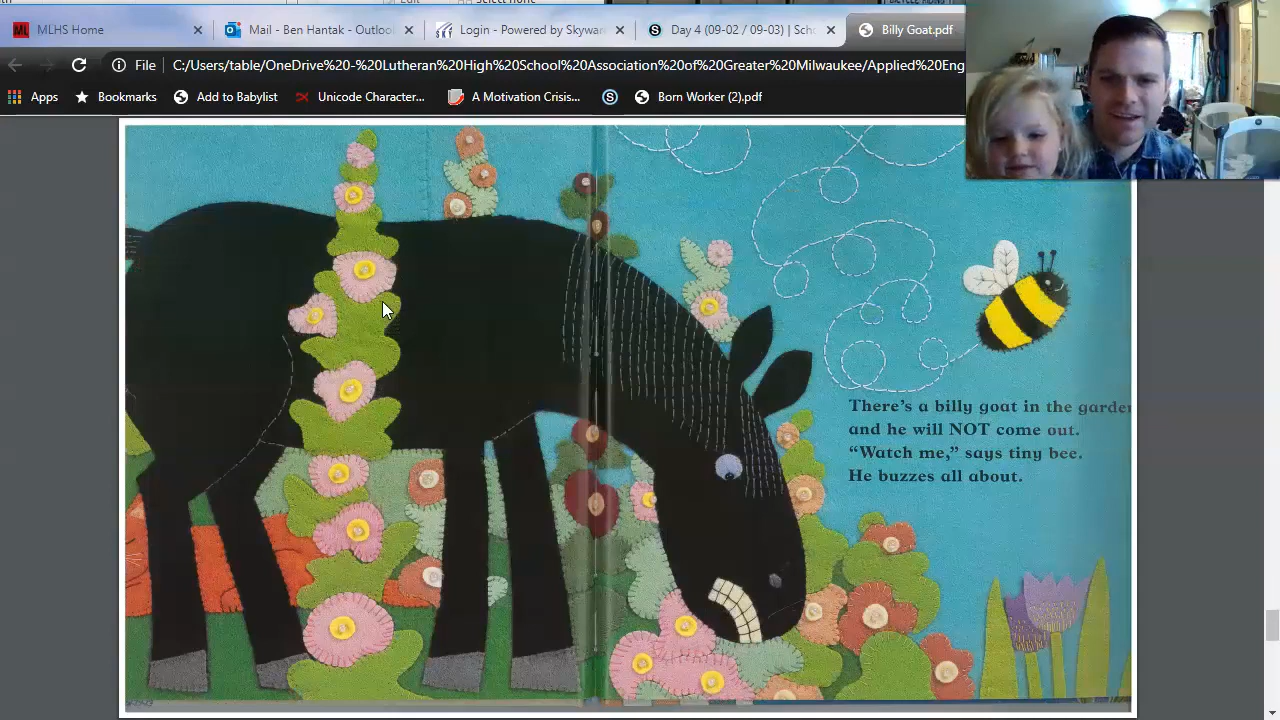 MLHS Home
Mail - Ben Hantak - Outlook
Login - Powered by Skywar
Day 4 (09-02 / 09-03) | Scho
Billy Goat.pdf
File
C:/Users/table/OneDrive%20-%20Lutheran%20High%20School%20Association%20of%20Greater%20Milwaukee/Applied%20Eng
Apps
Bookmarks
Add to Babylist
Unicode Character...
A Motivation Crisis...
Born Worker (2).pdf
There's a billy goat in the garden
and he will NOT come out.
"Watch me," says tiny bee.
He buzzes all about.